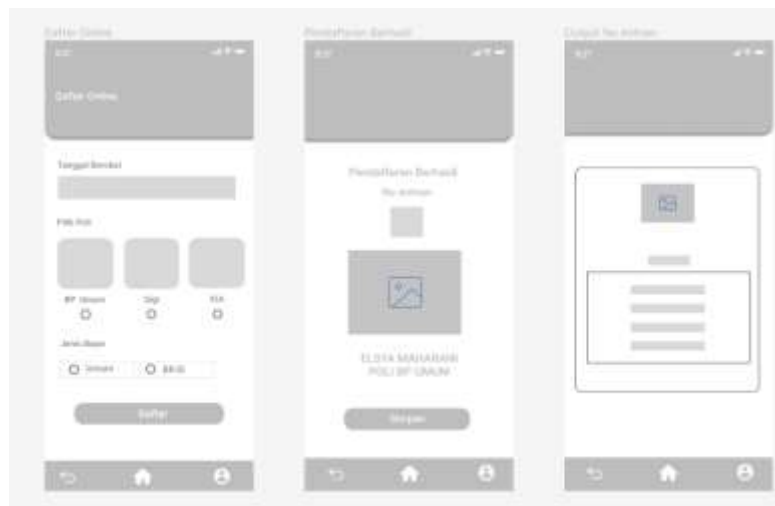 Daftar Online
Pendaftaran Berhasil
Output No Antrian
Daftar Online
Tanggal Berobat
Pilih Poli
BP Umum
Gigi
KIA
Jenis Bayar
Umum
BPJS
Daftar
Pendaftaran Berhasil
No Antrian
ELSYA MAHARANI
POLI BP UMUM
Simpan